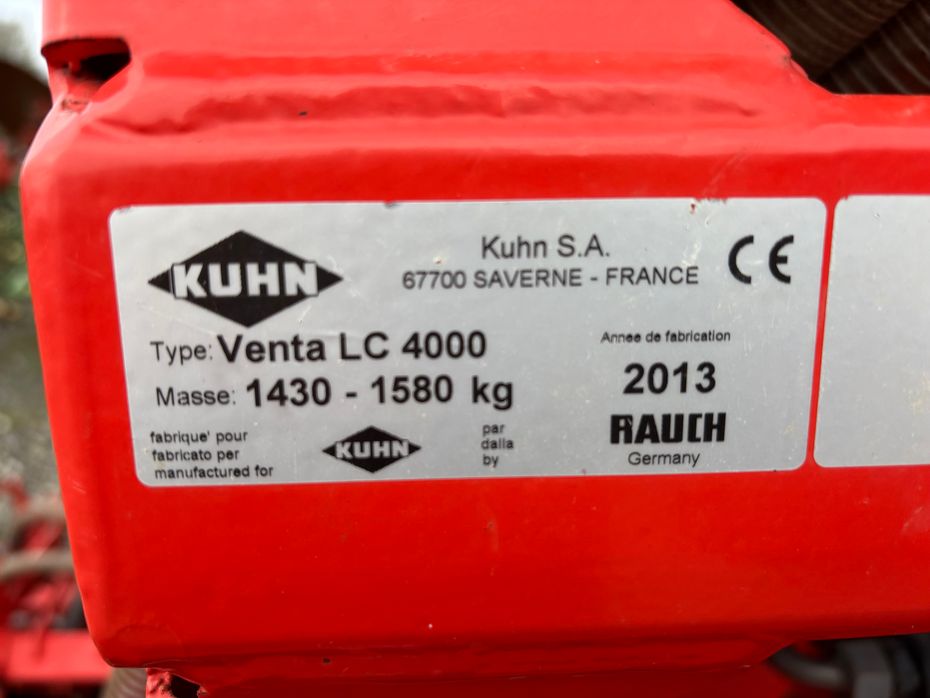 KUHN
Kuhn S.A.
67700 SAVERNE - FRANCE
CE
Type: Venta LC 4000
Masse: 1430 - 1580 kg
Annee de fabrication
2013
RAUCH
Germany
fabrique' pour
fabricato per
manufactured for
KUHN
par
dalla
by